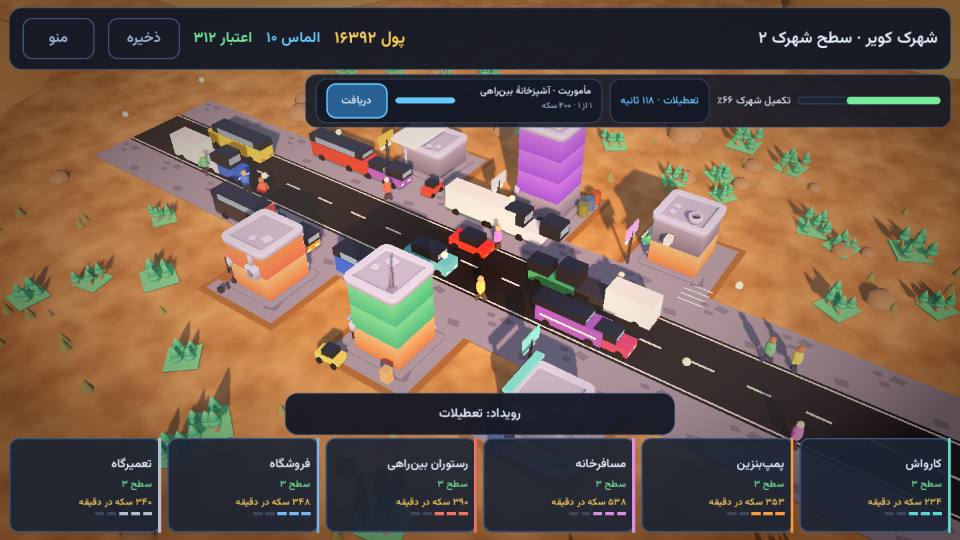 شهرک کویر · سطح شهرک ۲
پول ۱۶۳۹۲
الماس ۱۰
اعتبار ۳۱۲
ذخیره
منو
تکمیل شهرک ۶۶٪
تعطیلات · ۱۱۸ ثانیه
مأموریت · آشپزخانهٔ بین‌راهی
۱ از ۱ · ۴۰۰ سکه
دریافت
رویداد: تعطیلات
کارواش
سطح ۳
۲۳۴ سکه در دقیقه
پمپ‌بنزین
سطح ۳
۳۵۳ سکه در دقیقه
مسافرخانه
سطح ۳
۵۳۸ سکه در دقیقه
رستوران بین‌راهی
سطح ۳
۳۹۰ سکه در دقیقه
فروشگاه
سطح ۳
۳۴۸ سکه در دقیقه
تعمیرگاه
سطح ۳
۳۴۰ سکه در دقیقه